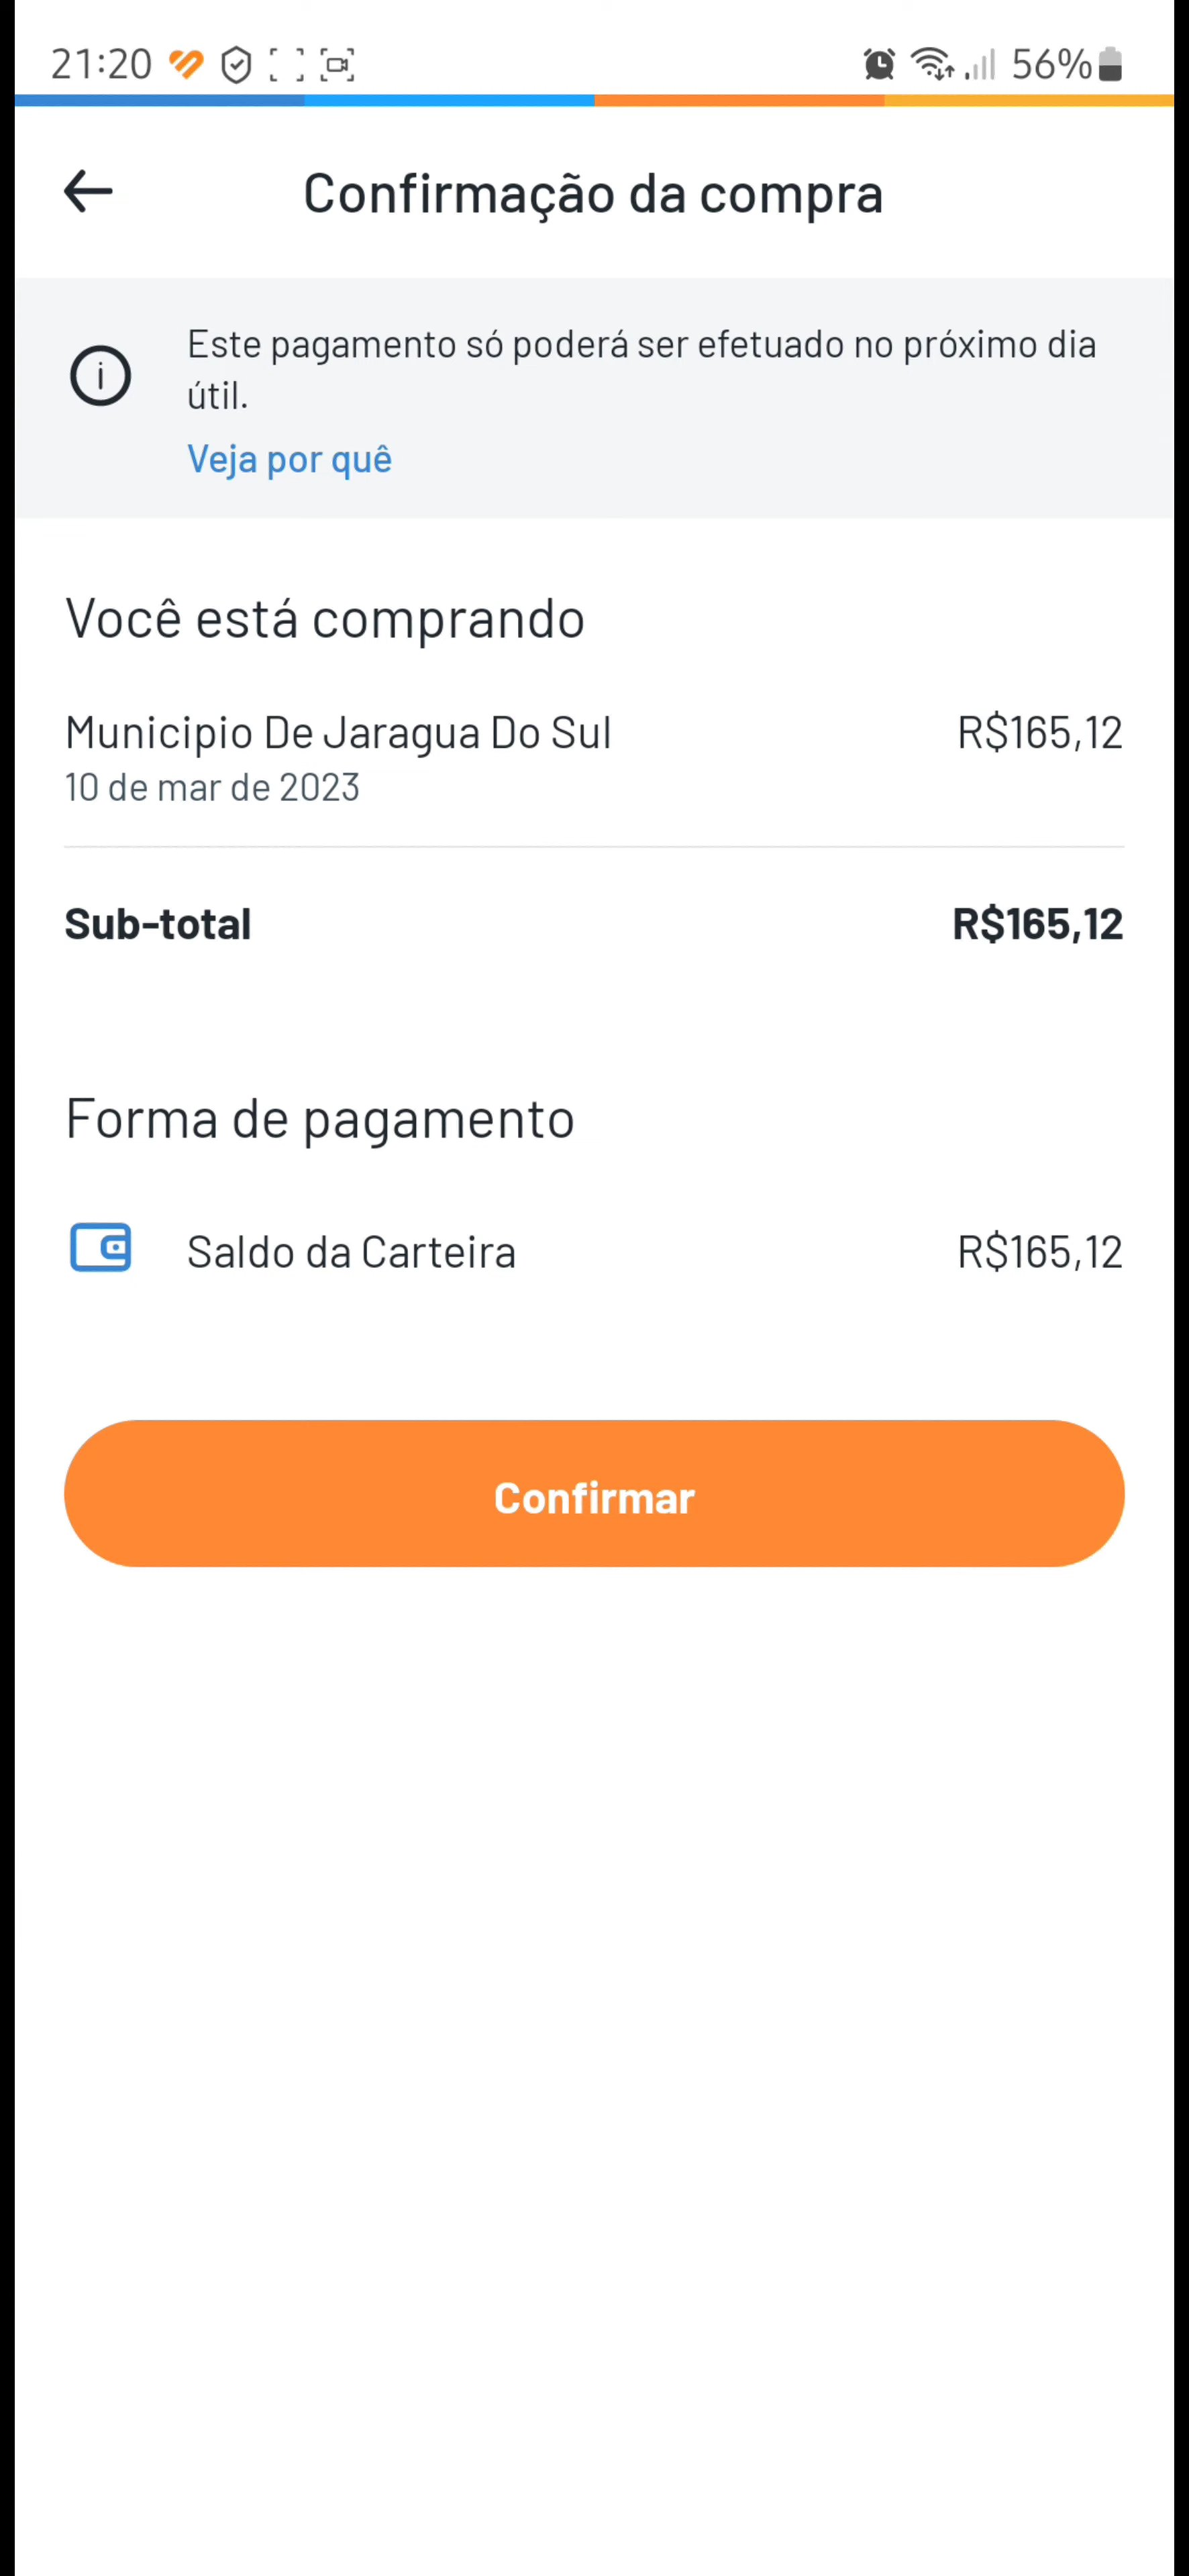 21:20
56%
Confirmação da compra
Este pagamento só poderá ser efetuado no próximo dia
útil.
Veja por quê
Você está comprando
Municipio De Jaragua Do Sul R$165,12
10 de mar de 2023
Sub-total R$165,12
Forma de pagamento
Saldo da Carteira R$165,12
Confirmar